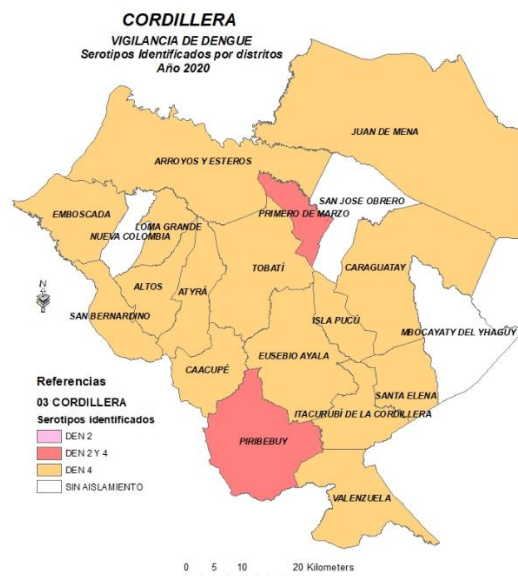 CORDILLERA
VIGILANCIA DE DENGUE
Serotipos Identificados por distritos
Año 2020
JUAN DE MENA
ARROYOS Y ESTEROS
SAN JOSE OBRERO
EMBOSCADA
PRIMERO DE MARZO
LOMA GRANDE
NUEVA COLOMBIA
TOBATÍ
CARAGUATAY
ALTOS
ATYRÁ
SAN BERNARDINO
ISLA PUCÚ
MBOCAYATY DEL YHAGUY
N
EUSEBIO AYALA
CAACUPÉ
SANTA ELENA
ITACURUBÍ DE LA CORDILLERA
PIRIBEBUY
VALENZUELA
Referencias
03 CORDILLERA
Serotipos identificados
DEN 2
DEN 2 Y 4
DEN 4
SIN AISLAMIENTO
0 5 10 20 Kilometers